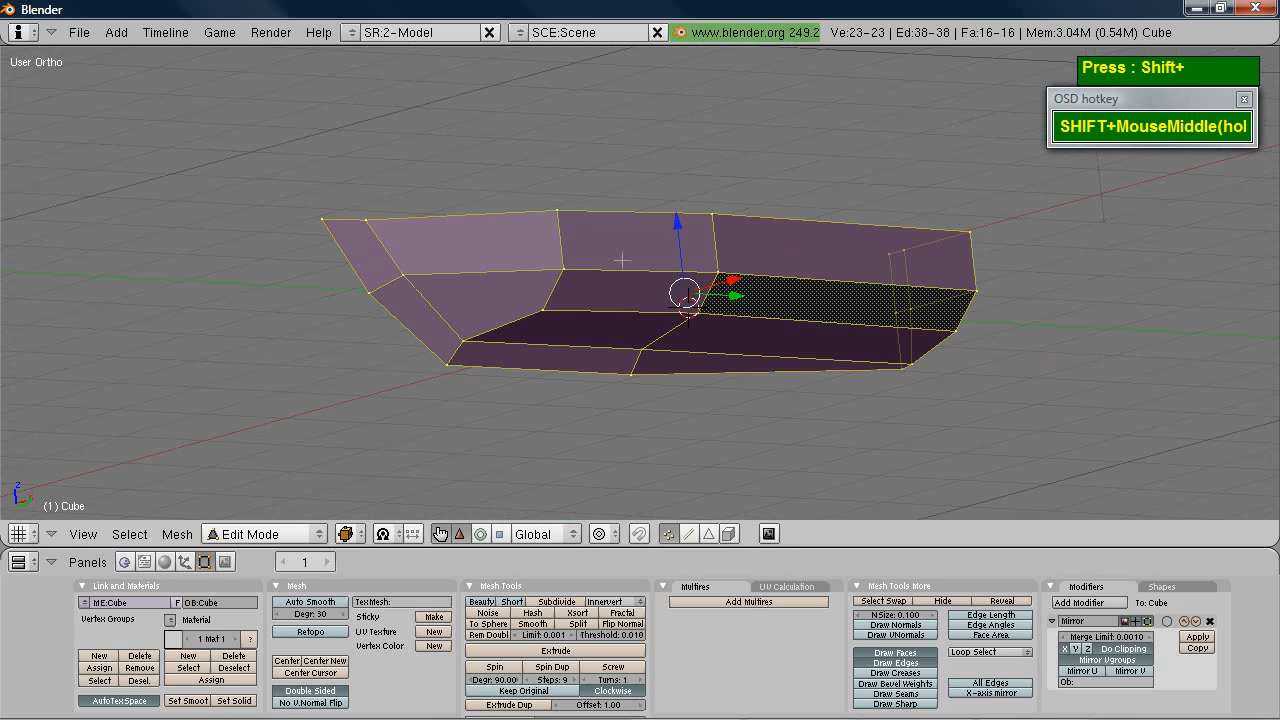 Blender
File Add Timeline Game Render Help SR:2-Model SCE:Scene www.blender.org 249.2 Ve:23-23 | Ed:38-38 | Fa:16-16 | Mem:3.04M (0.54M) Cube
User Ortho
Press : Shift+
OSD hotkey
SHIFT+MouseMiddle(hol
z
(1) Cube
View Select Mesh Edit Mode Global
Panels 1
Link and Materials
ME:Cube F OB:Cube
Vertex Groups Material
1 Mat 1 ?
New Delete New Delete
Assign Remove Select Deselect
Select Desel. Assign
AutoTexSpace Set Smoot Set Solid
Mesh
Auto Smooth TexMesh:
Degr: 30 Sticky Make
Retopo UV Texture New
Vertex Color New
Center Center New
Center Cursor
Double Sided
No V.Normal Flip
Mesh Tools
Beauty Short Subdivide Innervert
Noise Hash Xsort Fractal
To Sphere Smooth Split Flip Normal
Rem Doubl Limit: 0.001 Threshold: 0.010
Extrude
Spin Spin Dup Screw
Degr: 90.00 Steps: 9 Turns: 1
Keep Original Clockwise
Extrude Dup Offset: 1.00
Multires UV Calculation
Add Multires
Mesh Tools More
Select Swap Hide Reveal
NSize: 0.100 Edge Length
Draw Normals Edge Angles
Draw VNormals Face Area
Draw Faces Loop Select
Draw Edges
Draw Creases
Draw Bevel Weights All Edges
Draw Seams X-axis mirror
Draw Sharp
Modifiers Shapes
Add Modifier To: Cube
Mirror
Merge Limit: 0.0010 Apply
X Y Z Do Clipping Copy
Mirror Vgroups
Mirror U Mirror V
Ob: